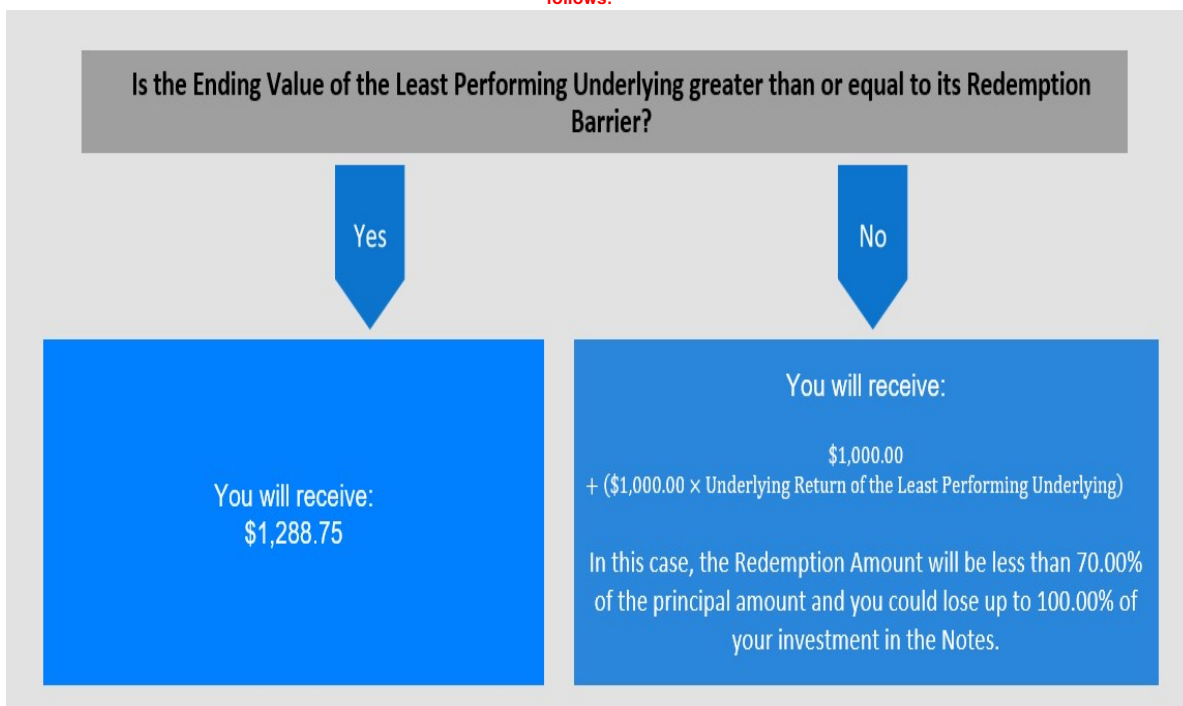 follows:
Is the Ending Value of the Least Performing Underlying greater than or equal to its Redemption
Barrier?
Yes
No
You will receive:
$1,288.75
You will receive:
$1,000.00
+ ($1,000.00 × Underlying Return of the Least Performing Underlying)
In this case, the Redemption Amount will be less than 70.00%
of the principal amount and you could lose up to 100.00% of
your investment in the Notes.